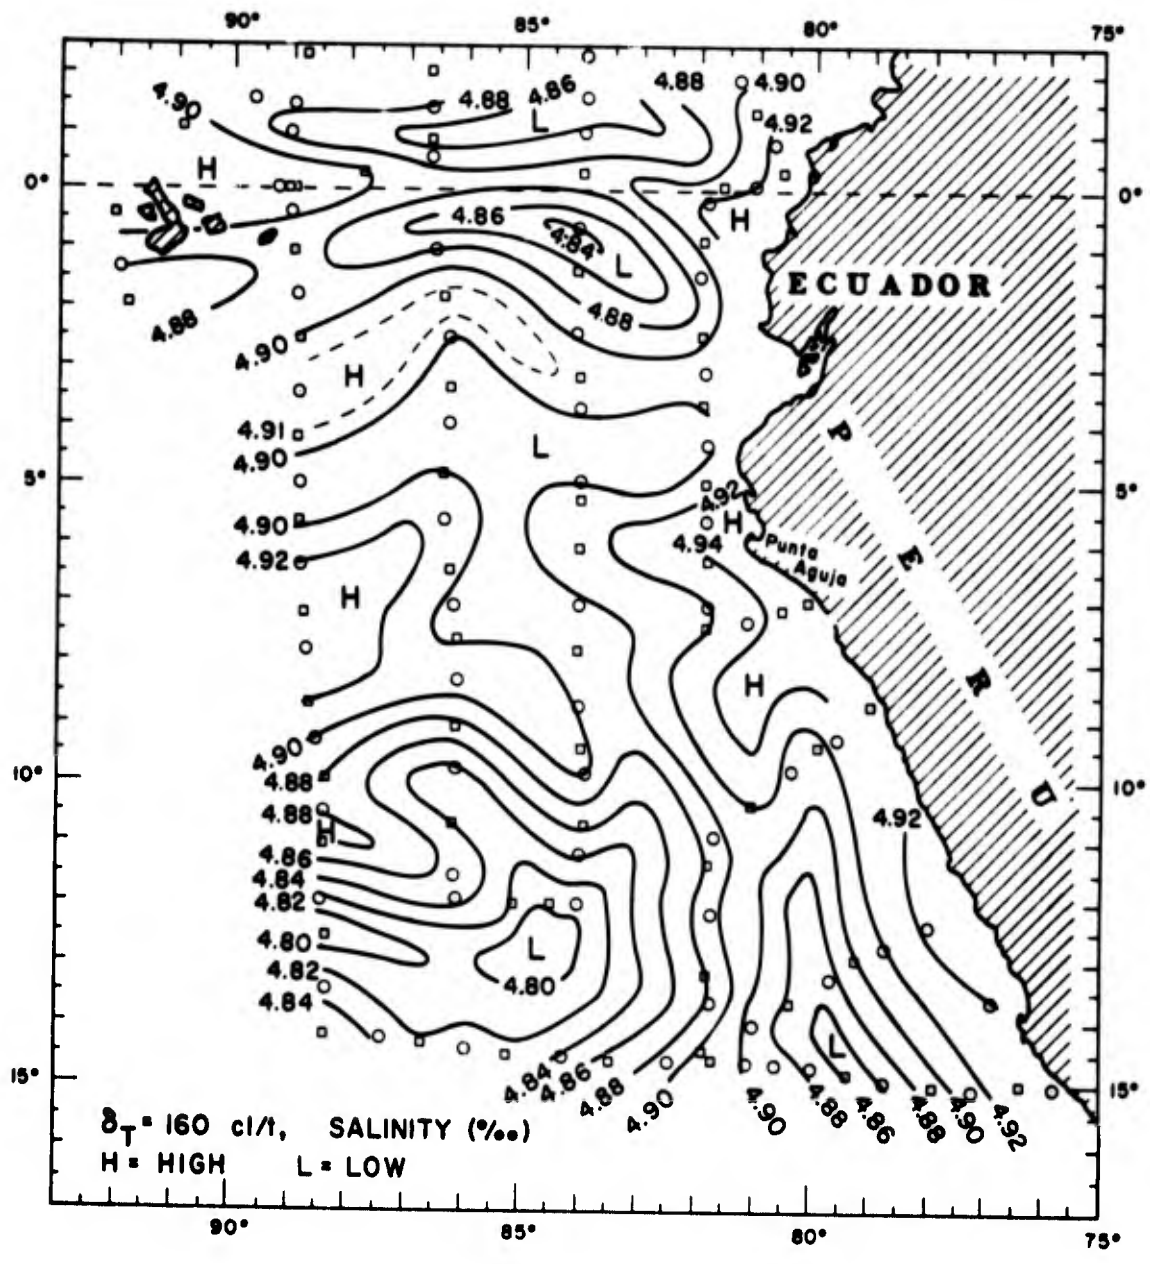 90° 85° 80° 75°
4.90 4.88 4.86 4.88 4.90
L
4.92
H
0° 0°
4.86 H
4.84
L
ECUADOR
4.88 4.88
4.90
H
4.91
4.90 L
PERU
5° 5°
4.92
4.90 H
4.94 Punta
4.92 Aguja
H
H
4.90
4.88
10° 10°
4.88 4.92
H
4.86
4.84
4.82
4.80 L
4.80
4.82
4.84
L
15° 15°
4.84 4.86 4.88 4.90 4.90 4.88 4.86 4.88 4.90 4.92
δT = 160 cl/t, SALINITY (‰)
H = HIGH L = LOW
90° 85° 80° 75°